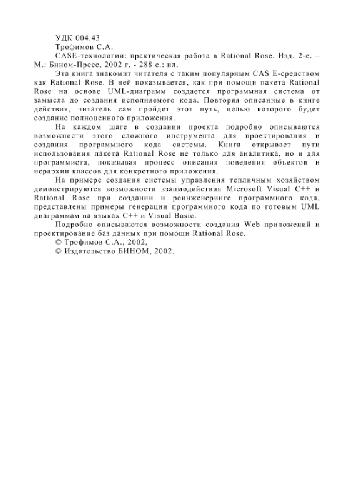 УДК 004.43
Трофимов С.А.
CASE-технологии: практическая работа в Rational Rose. Изд. 2-е. –
М.: Бином-Пресс, 2002 г. - 288 с.: ил.
Эта книга знакомит читателя с таким популярным CAS E-средством
как Rational Rose. В ней показывается, как при помощи пакета Rational
Rose на основе UML-диаграмм создается программная система от
замысла до создания исполняемого кода. Повторив описанные в книге
действия, читатель сам пройдет этот путь, целью которого будет
создание полноценного приложения.
На каждом шаге в создании проекта подробно описываются
возможности этого сложного инструмента для проектирования и
создания программного кода системы. Книга открывает пути
использования пакета Rational Rose не только для аналитика, но и для
программиста, показывая процесс описания поведения объектов и
иерархии классов для конкретного приложения.
На примере создания системы управления тепличным хозяйством
демонстрируются возможности взаимодействия Microsoft Visual C++ и
Rational Rose при создании и реинжениринге программного кода,
представлены примеры генерации программного кода по готовым UML
диаграммам на языках C++ и Visual Basic.
Подробно описываются возможности создания Web приложений и
проектирование баз данных при помощи Rational Rose.
© Трофимов С.А., 2002,
© Издательство БИНОМ, 2002.